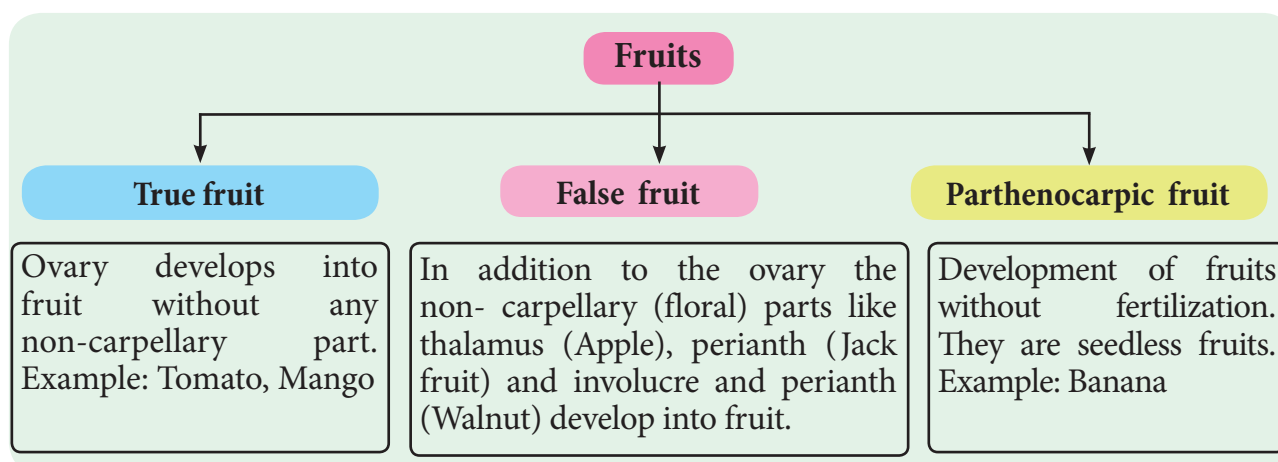 Fruits
True fruit
Ovary develops into
fruit without any
non-carpellary part.
Example: Tomato, Mango
False fruit
In addition to the ovary the
non- carpellary (floral) parts like
thalamus (Apple), perianth (Jack
fruit) and involucre and perianth
(Walnut) develop into fruit.
Parthenocarpic fruit
Development of fruits
without fertilization.
They are seedless fruits.
Example: Banana